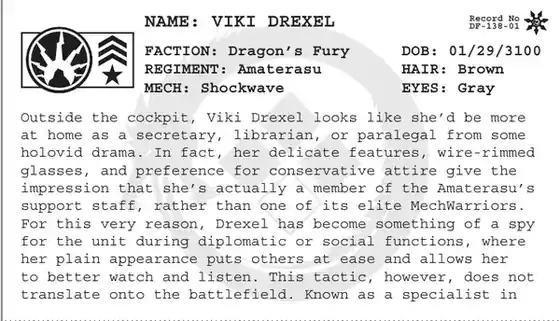 NAME: VIKI DREXEL
Record No
DF-138-01
FACTION: Dragon's Fury DOB: 01/29/3100
REGIMENT: Amaterasu HAIR: Brown
MECH: Shockwave EYES: Gray
Outside the cockpit, Viki Drexel looks like she'd be more
at home as a secretary, librarian, or paralegal from some
holovid drama. In fact, her delicate features, wire-rimmed
glasses, and preference for conservative attire give the
impression that she's actually a member of the Amaterasu's
support staff, rather than one of its elite MechWarriors.
For this very reason, Drexel has become something of a spy
for the unit during diplomatic or social functions, where
her plain appearance puts others at ease and allows her
to better watch and listen. This tactic, however, does not
translate onto the battlefield. Known as a specialist in